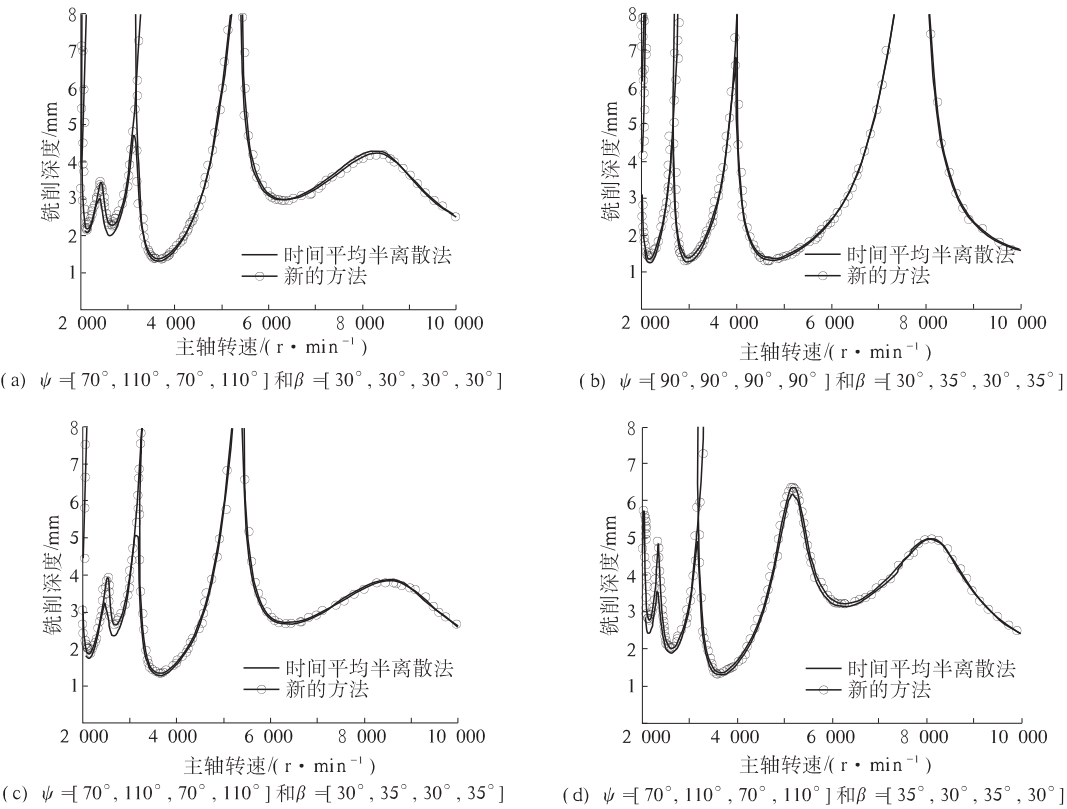 8
7
6
5
4
3
2
1
铣削深度/mm
时间平均半离散法
新的方法
2 000 4 000 6 000 8 000 10 000
主轴转速/(r·min⁻¹)
(a) ψ=[70°,110°,70°,110°]和β=[30°,30°,30°,30°]
8
7
6
5
4
3
2
1
铣削深度/mm
时间平均半离散法
新的方法
2 000 4 000 6 000 8 000 10 000
主轴转速/(r·min⁻¹)
(b) ψ=[90°,90°,90°,90°]和β=[30°,35°,30°,35°]
8
7
6
5
4
3
2
1
铣削深度/mm
时间平均半离散法
新的方法
2 000 4 000 6 000 8 000 10 000
主轴转速/(r·min⁻¹)
(c) ψ=[70°,110°,70°,110°]和β=[30°,35°,30°,35°]
8
7
6
5
4
3
2
1
铣削深度/mm
时间平均半离散法
新的方法
2 000 4 000 6 000 8 000 10 000
主轴转速/(r·min⁻¹)
(d) ψ=[70°,110°,70°,110°]和β=[35°,30°,35°,30°]